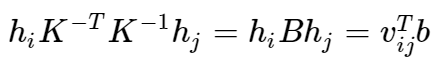 $h_i K^{-T} K^{-1} h_j = h_i B h_j = v_{ij}^T b$